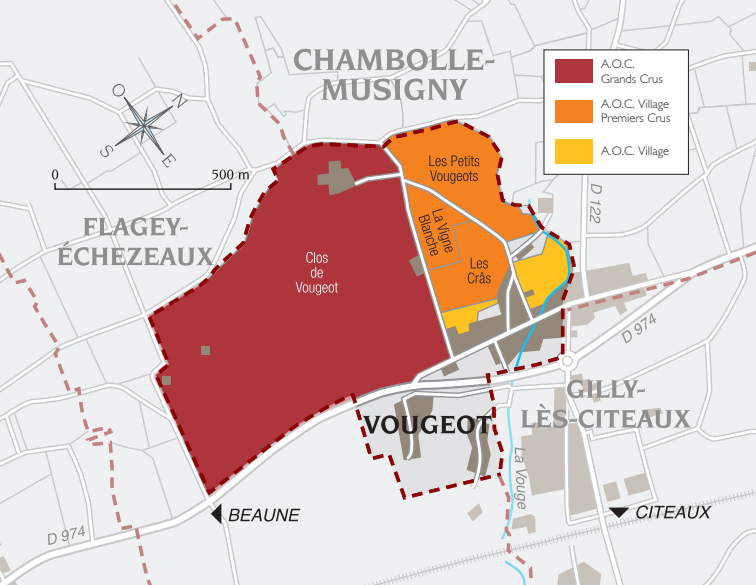 CHAMBOLLE-
MUSIGNY
A.O.C.
Grands Crus
A.O.C. Village
Premiers Crus
A.O.C. Village
O
N
S
E
0
500 m
Les Petits
Vougeots
D 122
FLAGEY-
ÉCHEZEAUX
La Vigne
Blanche
Clos
de
Vougeot
Les
Crâs
D 974
GILLY-
LÈS-CITEAUX
VOUGEOT
La Vouge
BEAUNE
CITEAUX
D 974